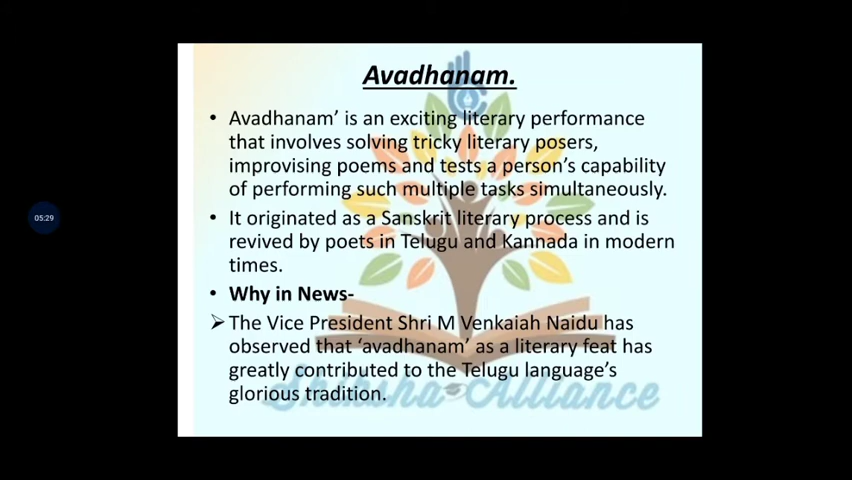 Avadhanam.
• Avadhanam’ is an exciting literary performance
that involves solving tricky literary posers,
improvising poems and tests a person’s capability
of performing such multiple tasks simultaneously.
• It originated as a Sanskrit literary process and is
revived by poets in Telugu and Kannada in modern
times.
• Why in News-
➢ The Vice President Shri M Venkaiah Naidu has
observed that ‘avadhanam’ as a literary feat has
greatly contributed to the Telugu language’s
glorious tradition.
Shiksha Alliance
05:29